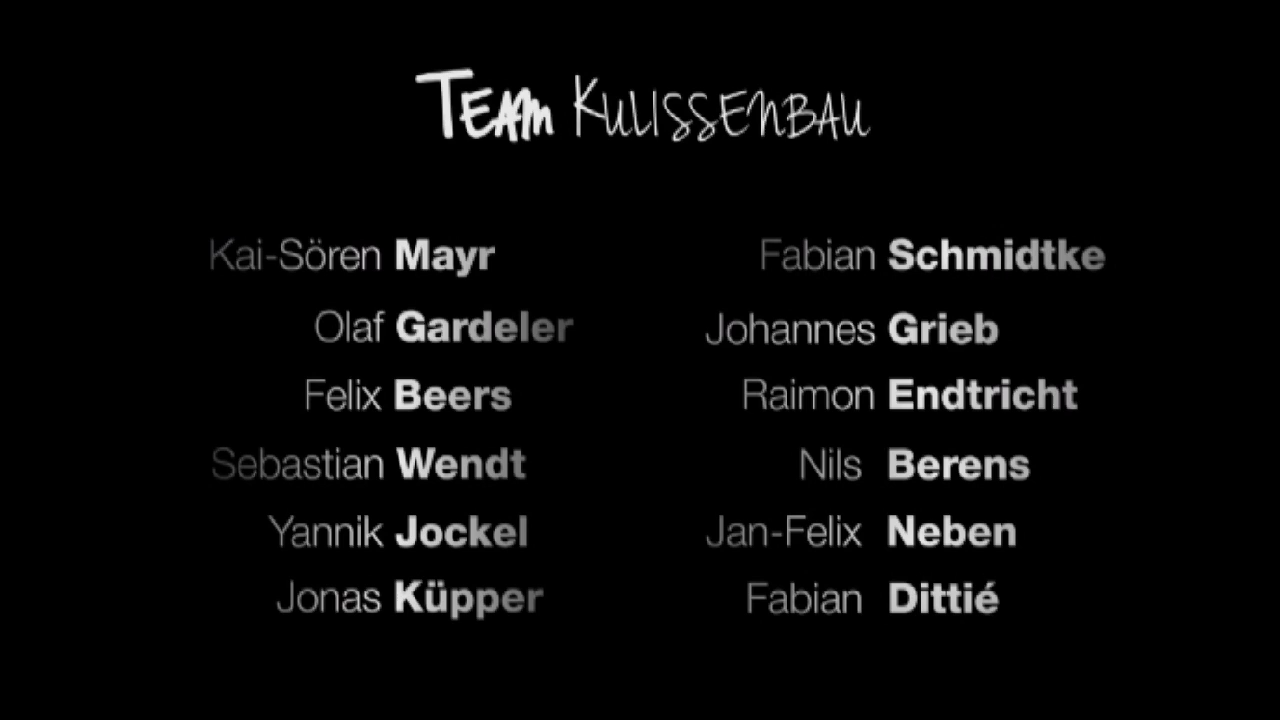 TEAM KULISSENBAU
Kai-Sören Mayr
Olaf Gardeler
Felix Beers
Sebastian Wendt
Yannik Jockel
Jonas Küpper
Fabian Schmidtke
Johannes Grieb
Raimon Endtricht
Nils Berens
Jan-Felix Neben
Fabian Dittié